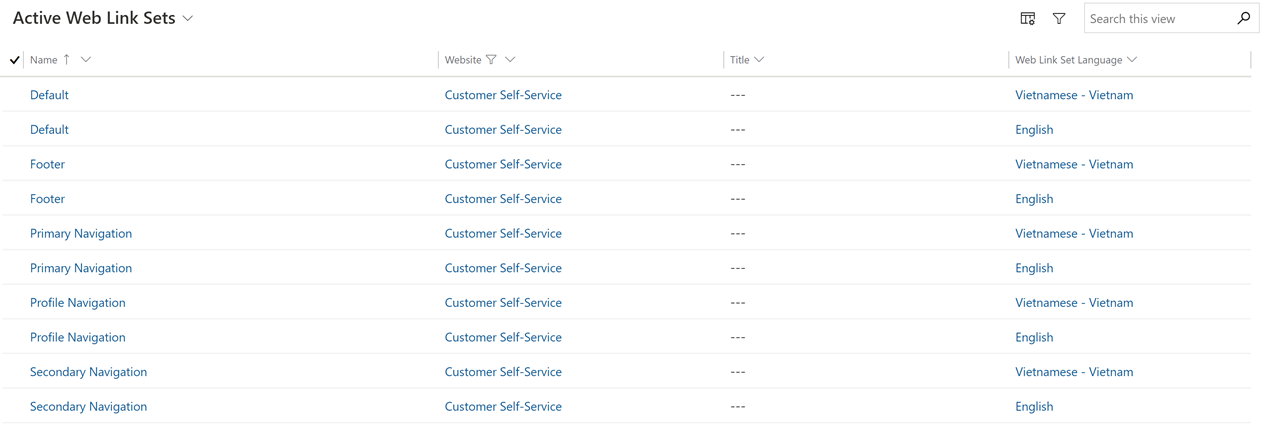 Active Web Link Sets
Search this view
Name Website Title Web Link Set Language
Default Customer Self-Service --- Vietnamese - Vietnam
Default Customer Self-Service --- English
Footer Customer Self-Service --- Vietnamese - Vietnam
Footer Customer Self-Service --- English
Primary Navigation Customer Self-Service --- Vietnamese - Vietnam
Primary Navigation Customer Self-Service --- English
Profile Navigation Customer Self-Service --- Vietnamese - Vietnam
Profile Navigation Customer Self-Service --- English
Secondary Navigation Customer Self-Service --- Vietnamese - Vietnam
Secondary Navigation Customer Self-Service --- English